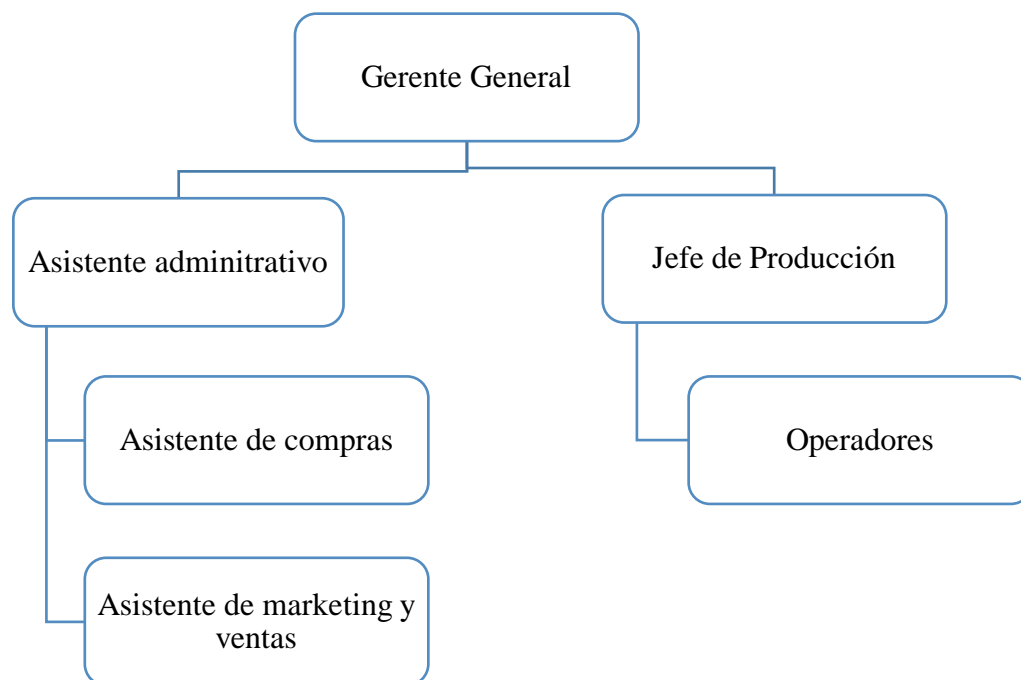 Gerente General
Asistente adminitrativo
Jefe de Producción
Asistente de compras
Operadores
Asistente de marketing y
ventas